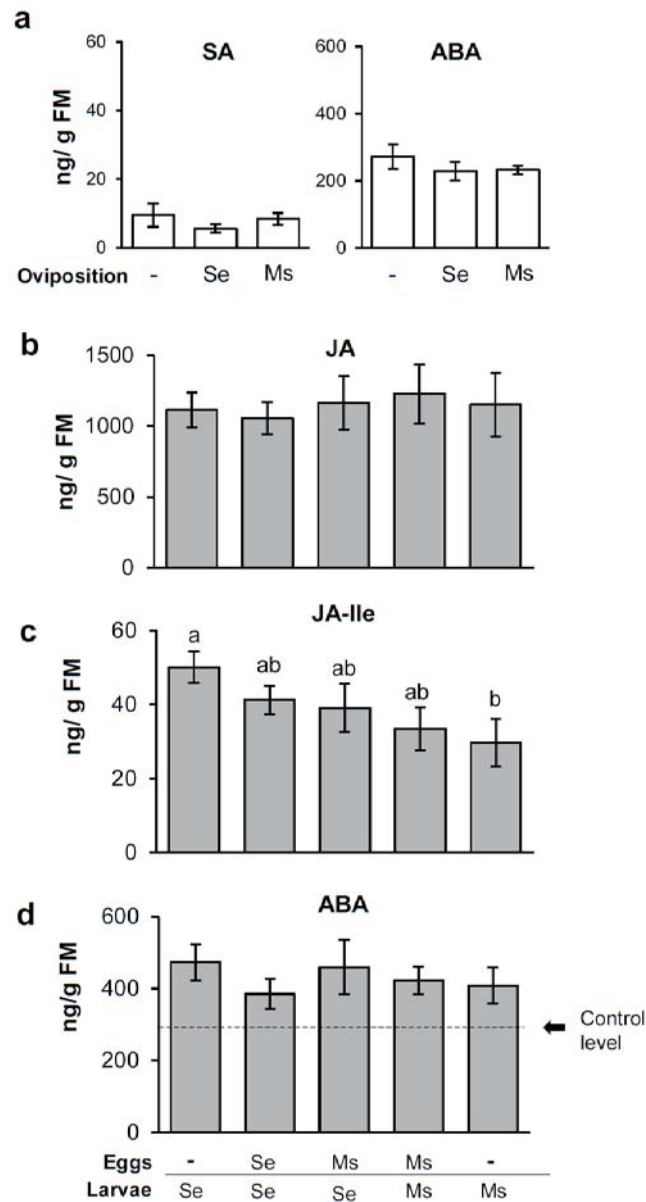 a
SA
ABA
ng/ g FM
60
40
20
0
600
400
200
0
Oviposition - Se Ms - Se Ms
b
JA
ng/ g FM
1500
1000
500
0
c
JA-Ile
ng/ g FM
60
40
20
0
a ab ab ab b
d
ABA
ng/g FM
600
400
200
0
Control
level
Eggs - Se Ms Ms -
Larvae Se Se Se Ms Ms